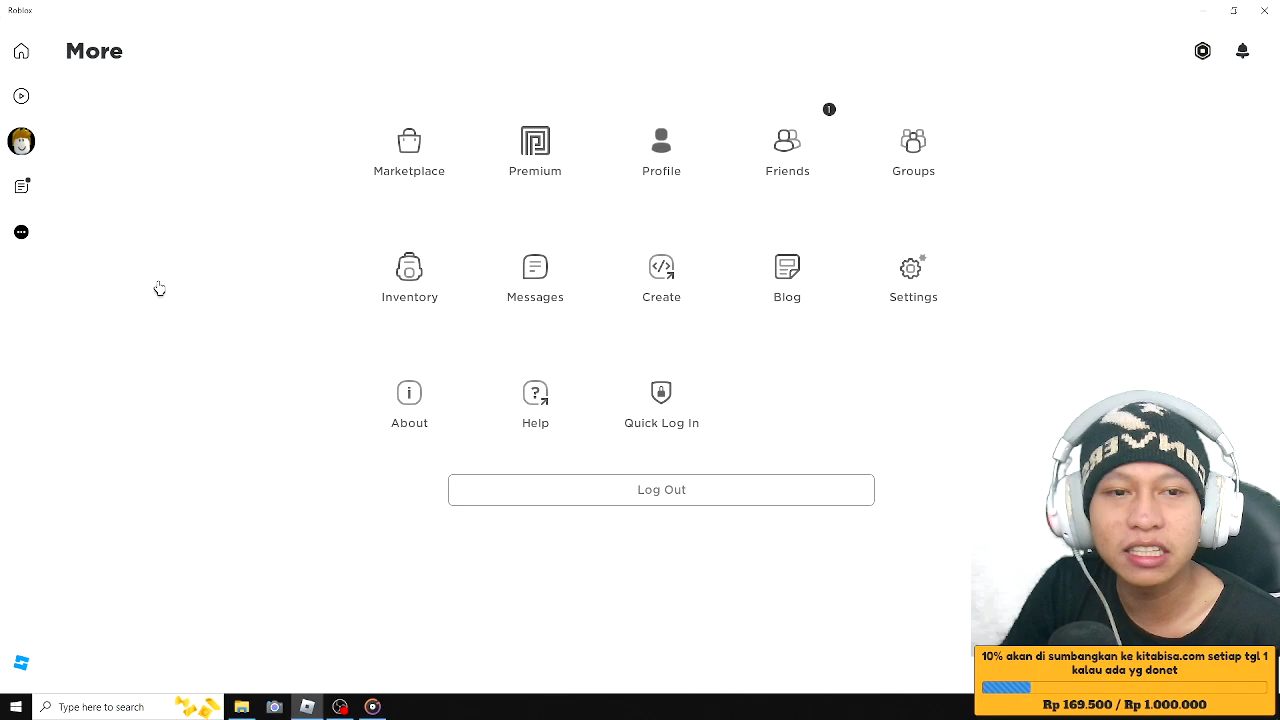 Roblox
More
1
Marketplace
Premium
Profile
Friends
Groups
Inventory
Messages
Create
Blog
Settings
About
Help
Quick Log In
Log Out
CONVERS
10% akan di sumbangkan ke kitabisa.com setiap tgl 1
kalau ada yg donet
Rp 169.500 / Rp 1.000.000
Type here to search